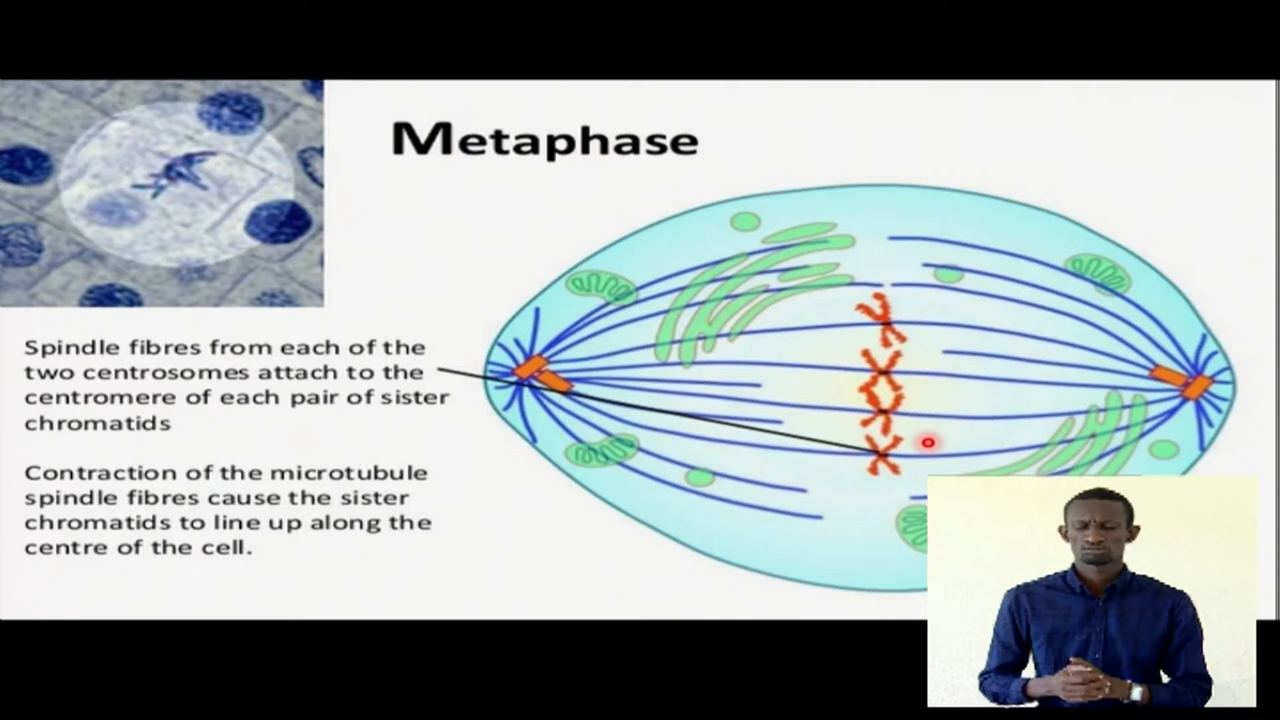 Metaphase
Spindle fibres from each of the
two centrosomes attach to the
centromere of each pair of sister
chromatids
Contraction of the microtubule
spindle fibres cause the sister
chromatids to line up along the
centre of the cell.